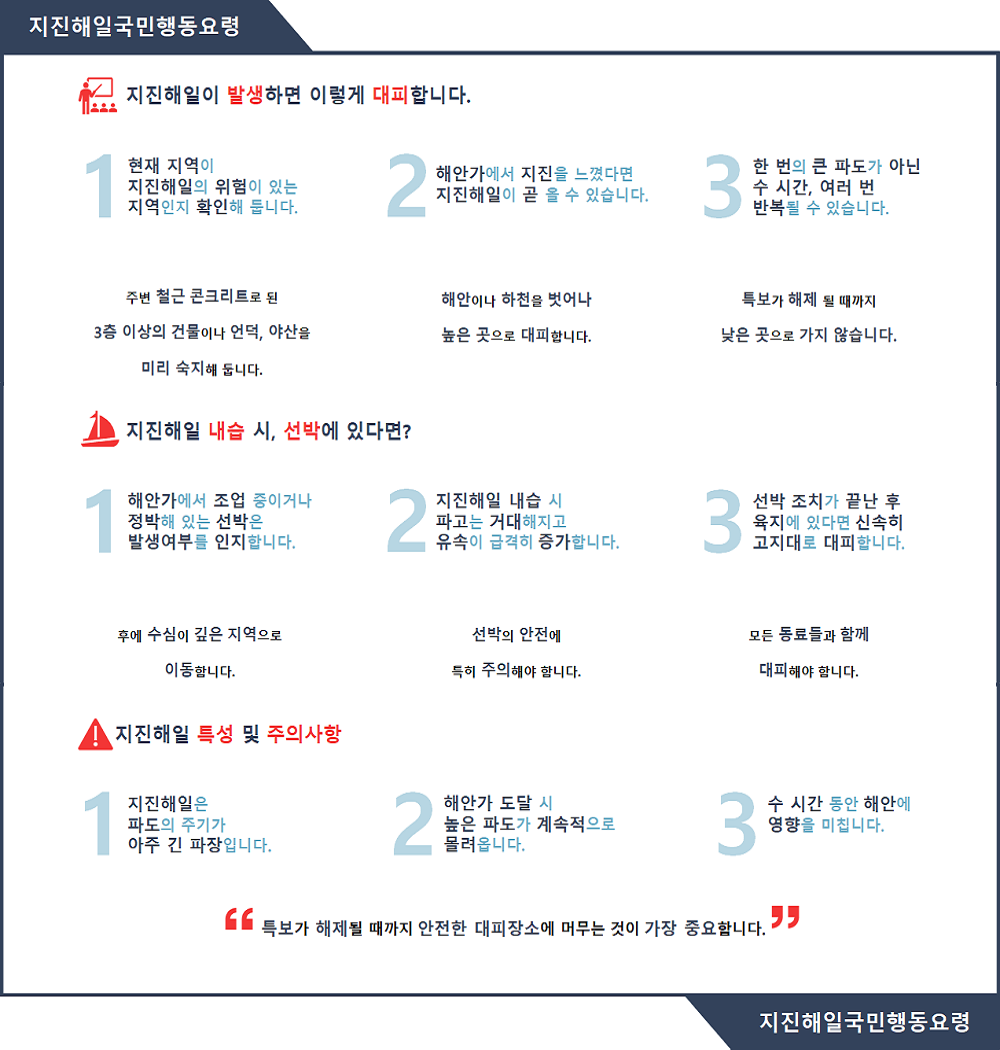 지진해일국민행동요령
지진해일이 발생하면 이렇게 대피합니다.
1
현재 지역이
지진해일의 위험이 있는
지역인지 확인해 둡니다.
주변 철근 콘크리트로 된
3층 이상의 건물이나 언덕, 야산을
미리 숙지해 둡니다.
2
해안가에서 지진을 느꼈다면
지진해일이 곧 올 수 있습니다.
해안이나 하천을 벗어나
높은 곳으로 대피합니다.
3
한 번의 큰 파도가 아닌
수 시간, 여러 번
반복될 수 있습니다.
특보가 해제 될 때까지
낮은 곳으로 가지 않습니다.
지진해일 내습 시, 선박에 있다면?
1
해안가에서 조업 중이거나
정박해 있는 선박은
발생여부를 인지합니다.
후에 수심이 깊은 지역으로
이동합니다.
2
지진해일 내습 시
파고는 거대해지고
유속이 급격히 증가합니다.
선박의 안전에
특히 주의해야 합니다.
3
선박 조치가 끝난 후
육지에 있다면 신속히
고지대로 대피합니다.
모든 동료들과 함께
대피해야 합니다.
지진해일 특성 및 주의사항
1
지진해일은
파도의 주기가
아주 긴 파장입니다.
2
해안가 도달 시
높은 파도가 계속적으로
몰려옵니다.
3
수 시간 동안 해안에
영향을 미칩니다.
“ 특보가 해제될 때까지 안전한 대피장소에 머무는 것이 가장 중요합니다. ”
지진해일국민행동요령